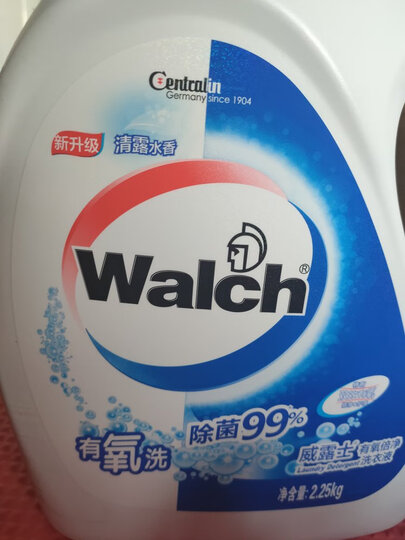 Centralin
Germany since 1904
新升级 清露水香
Walch®
有氧洗
除菌99%
威露士 有氧倍净
洗衣液
Laundry Detergent
净含量: 2.25kg